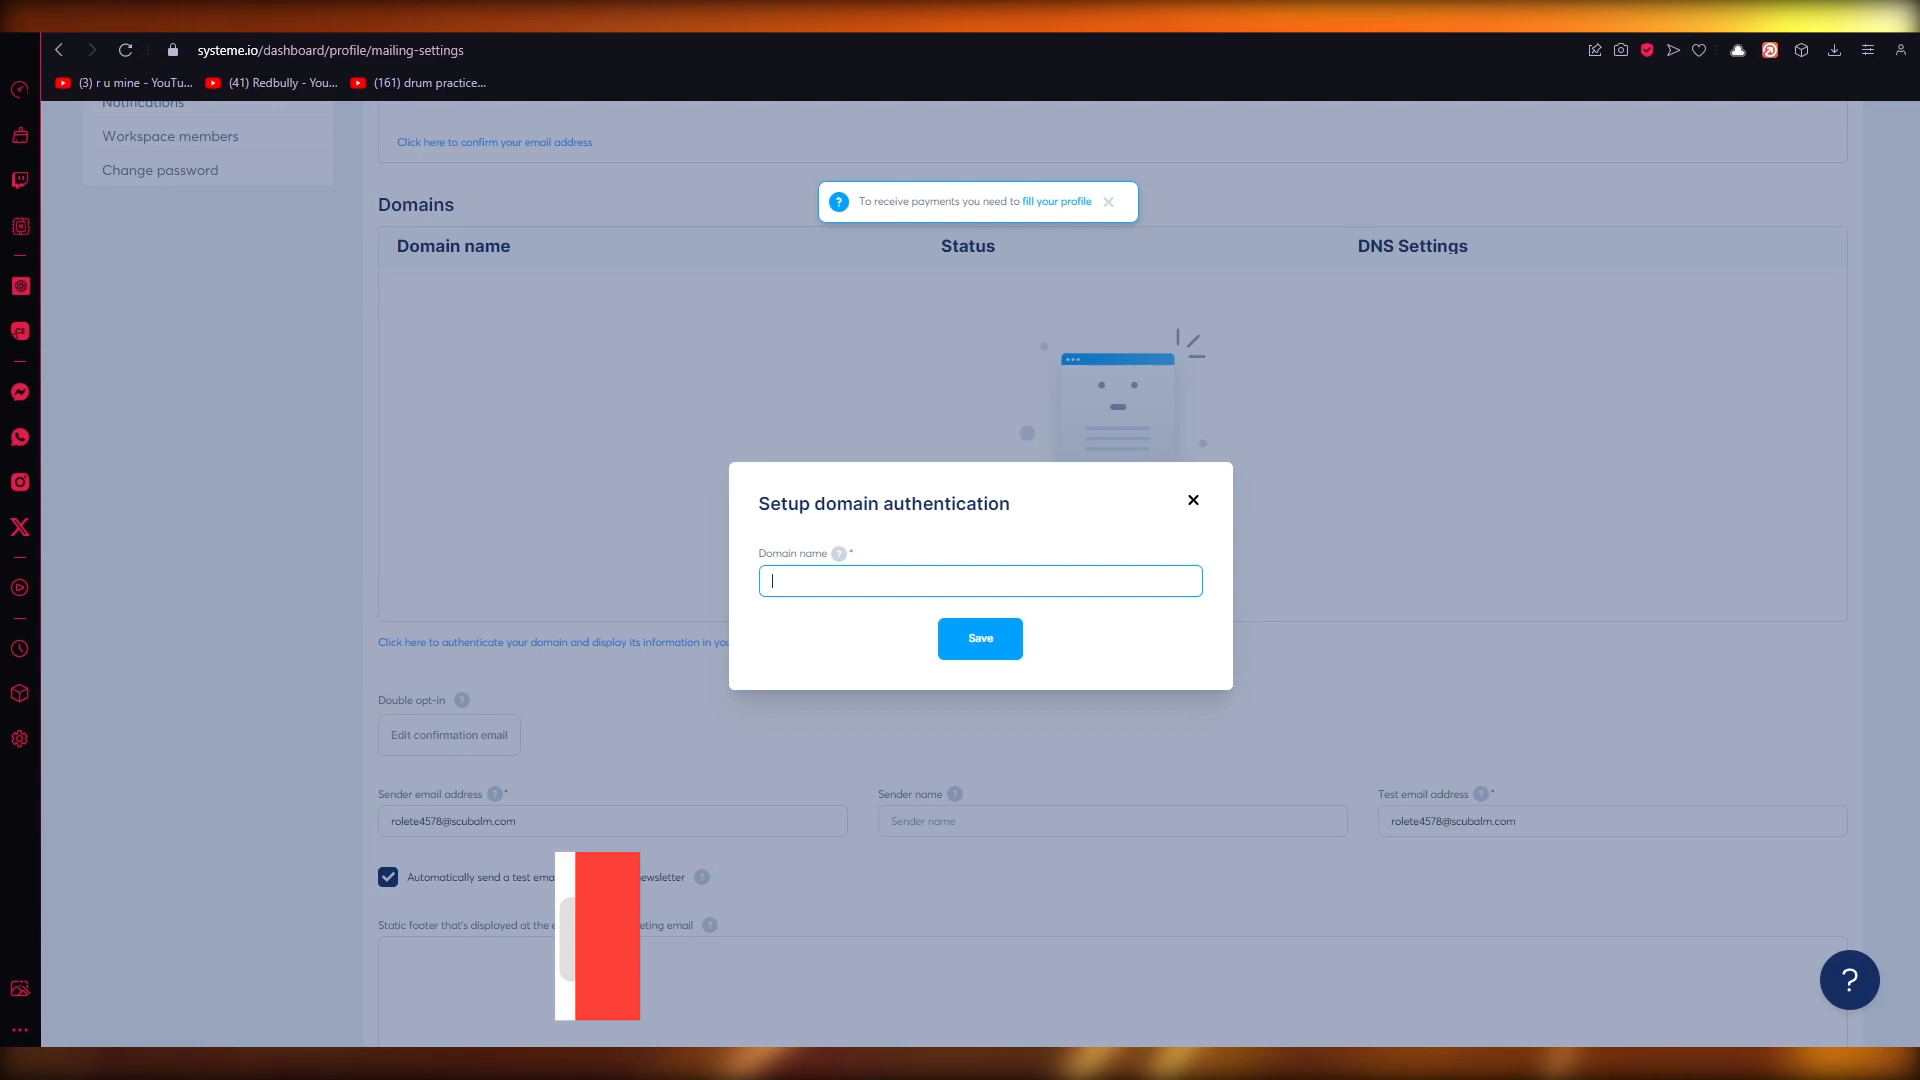 systeme.io/dashboard/profile/mailing-settings
(3) r u mine - YouTu...
(41) Redbully - You...
(161) drum practice...
Notifications
Workspace members
Change password
Click here to confirm your email address
Domains
To receive payments you need to fill your profile
Domain name
Status
DNS Settings
Setup domain authentication
Domain name ? *
Save
Click here to authenticate your domain and display its information in you
Double opt-in ?
Edit confirmation email
Sender email address ? *
Sender name ?
Test email address ? *
rolete4578@scubalm.com
Sender name
rolete4578@scubalm.com
Automatically send a test ema
ewsletter ?
Static footer that's displayed at the e
eting email ?
?